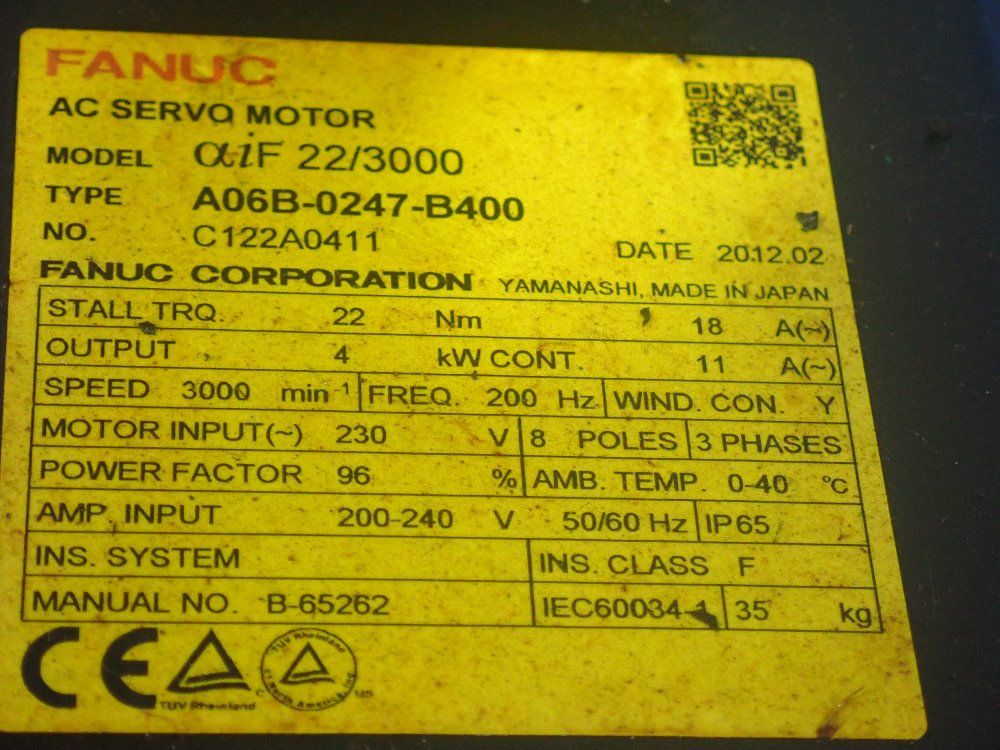 FANUC
AC SERVO MOTOR
MODEL αiF 22/3000
TYPE A06B-0247-B400
NO. C122A0411 DATE 2012.02
FANUC CORPORATION YAMANASHI, MADE IN JAPAN
STALL TRQ. 22 Nm 18 A(~)
OUTPUT 4 kW CONT. 11 A(~)
SPEED 3000 min⁻¹ FREQ. 200 Hz WIND. CON. Y
MOTOR INPUT(~) 230 V 8 POLES 3 PHASES
POWER FACTOR 96 % AMB. TEMP. 0-40 °C
AMP. INPUT 200-240 V 50/60 Hz IP65
INS. SYSTEM INS. CLASS F
MANUAL NO. B-65262 IEC60034-1 35 kg
CE
TÜV Rheinland
TÜV Rheinland